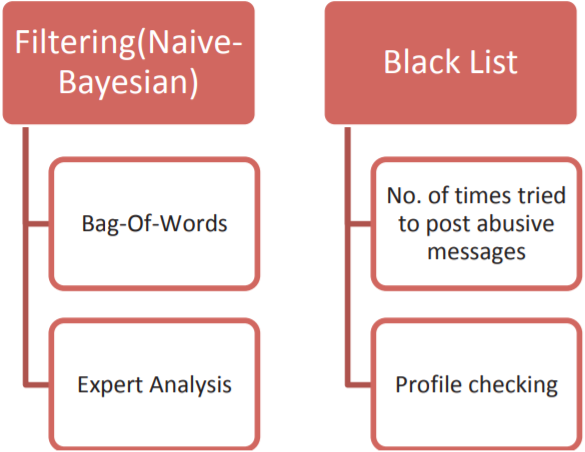 Filtering(Naive-
Bayesian)
Bag-Of-Words
Expert Analysis
Black List
No. of times tried
to post abusive
messages
Profile checking